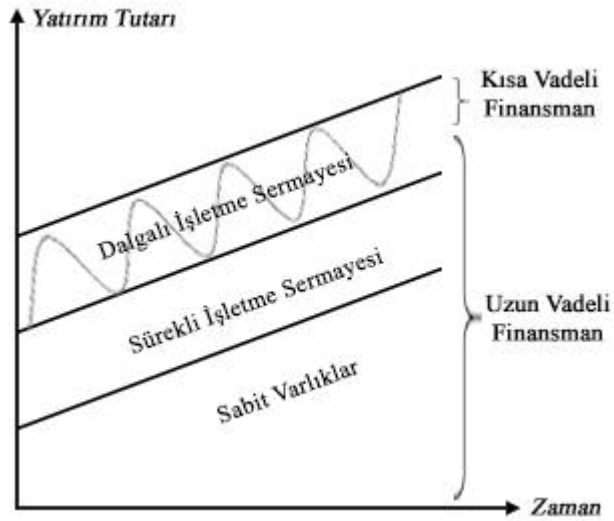 Yatırım Tutarı
Kısa Vadeli
Finansman
Dalgalı İşletme Sermayesi
Sürekli İşletme Sermayesi
Uzun Vadeli
Finansman
Sabit Varlıklar
Zaman